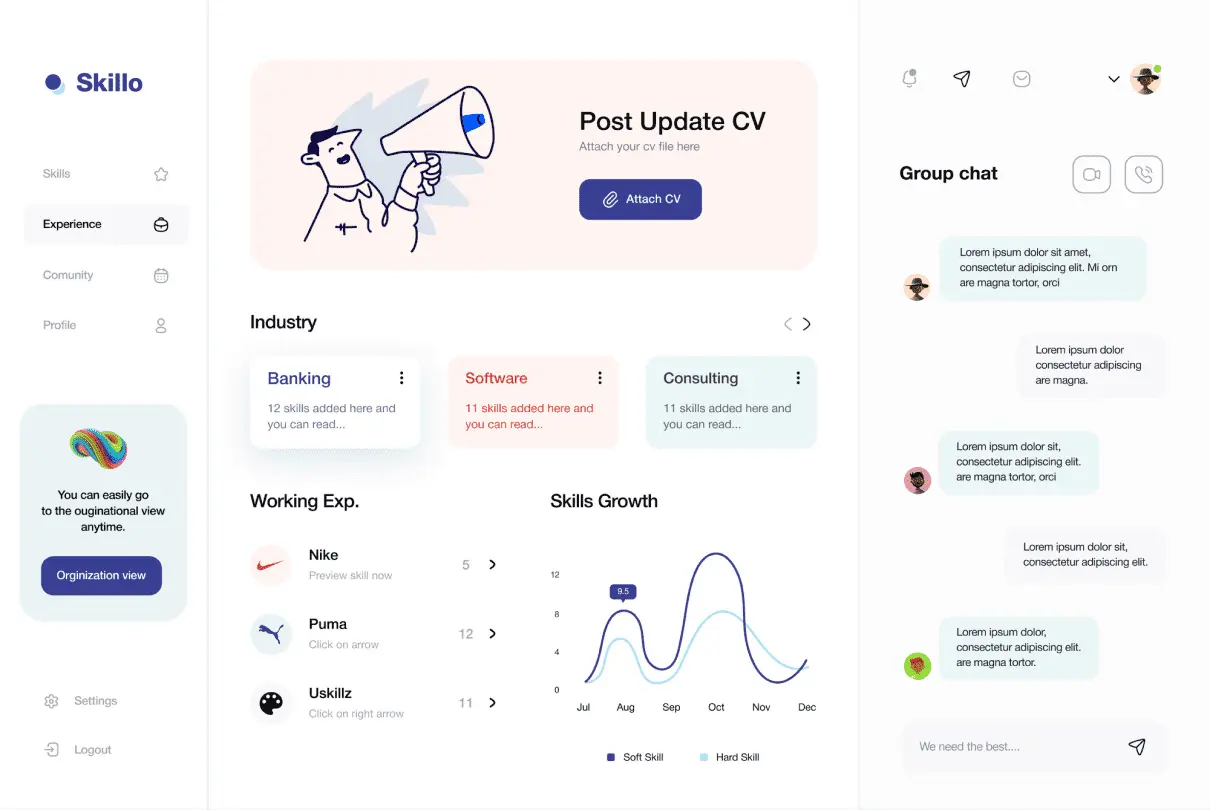 Skillo
Skills
Experience
Comunity
Profile
You can easily go
to the ouginational view
anytime.
Orginization view
Settings
Logout
Post Update CV
Attach your cv file here
Attach CV
Industry
Banking
12 skills added here and
you can read...
Software
11 skills added here and
you can read...
Consulting
11 skills added here and
you can read...
Working Exp.
Nike
Preview skill now
5
Puma
Click on arrow
12
Uskillz
Click on right arrow
11
Skills Growth
12
8
4
0
9.5
Jul Aug Sep Oct Nov Dec
Soft Skill Hard Skill
Group chat
Lorem ipsum dolor sit amet,
consectetur adipiscing elit. Mi orn
are magna tortor, orci
Lorem ipsum dolor
consectetur adipiscing
are magna.
Lorem ipsum dolor sit,
consectetur adipiscing elit.
are magna tortor, orci
Lorem ipsum dolor sit,
consectetur adipiscing elit.
Lorem ipsum dolor,
consectetur adipiscing elit.
are magna tortor.
We need the best....